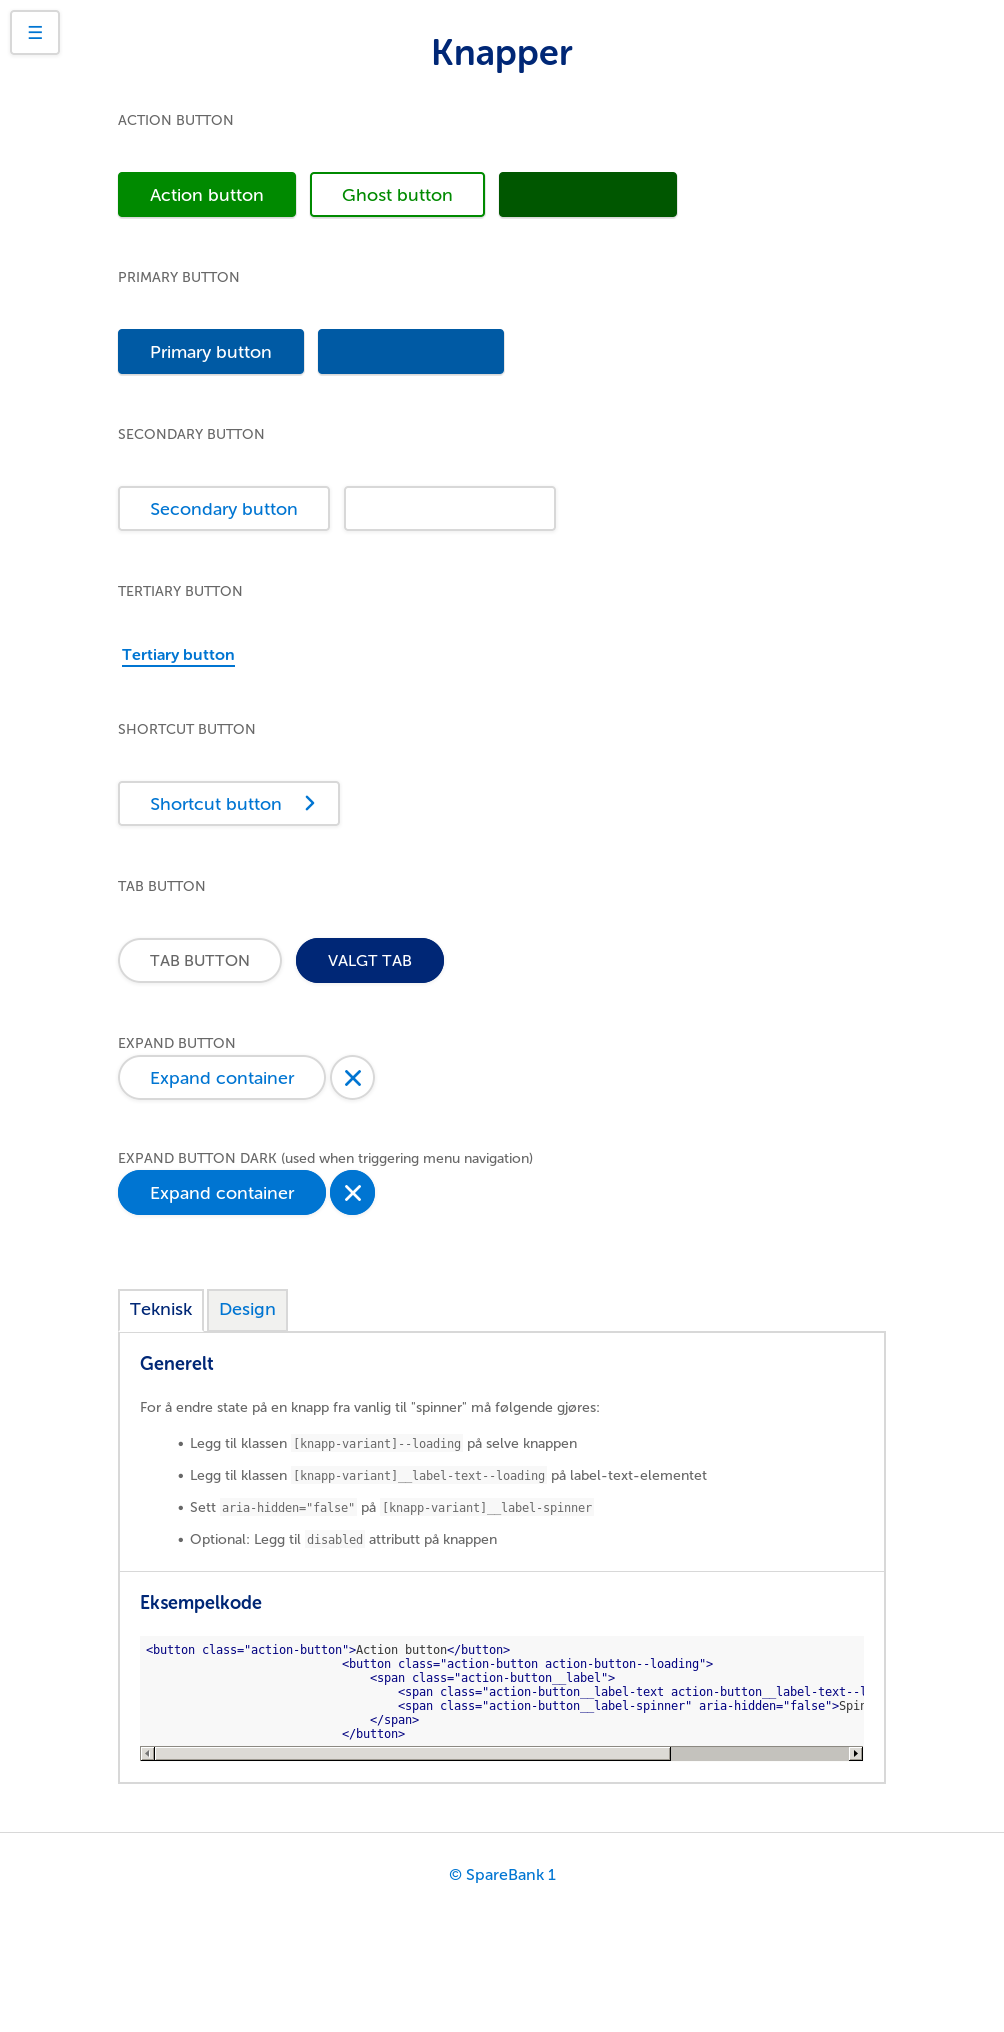 ☰
Knapper
ACTION BUTTON
Action button Ghost button
PRIMARY BUTTON
Primary button
SECONDARY BUTTON
Secondary button
TERTIARY BUTTON
Tertiary button
SHORTCUT BUTTON
Shortcut button
TAB BUTTON
TAB BUTTON VALGT TAB
EXPAND BUTTON
Expand container
EXPAND BUTTON DARK (used when triggering menu navigation)
Expand container
Teknisk Design
Generelt
For å endre state på en knapp fra vanlig til "spinner" må følgende gjøres:
• Legg til klassen [knapp-variant]--loading på selve knappen
• Legg til klassen [knapp-variant]__label-text--loading på label-text-elementet
• Sett aria-hidden="false" på [knapp-variant]__label-spinner
• Optional: Legg til disabled attributt på knappen
Eksempelkode
<button class="action-button">Action button</button>
<button class="action-button action-button--loading">
<span class="action-button__label">
<span class="action-button__label-text action-button__label-text--l
<span class="action-button__label-spinner" aria-hidden="false">Spin
</span>
</button>
© SpareBank 1